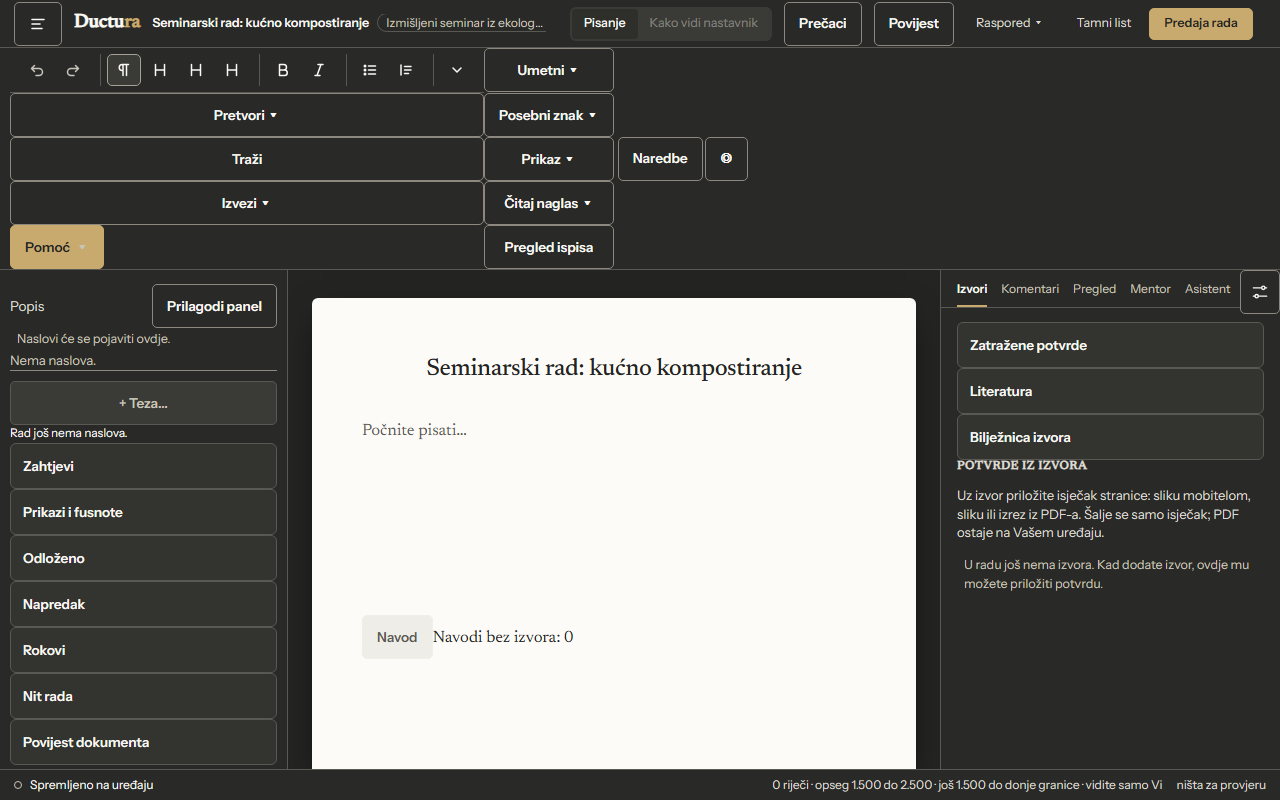 Ductura Seminarski rad: kućno kompostiranje Izmišljeni seminar iz ekolog... Pisanje Kako vidi nastavnik Prečaci Povijest Raspored Tamni list Predaja rada
¶ H H H B I Umetni
Pretvori Posebni znak
Traži Prikaz Naredbe
Izvezi Čitaj naglas
Pomoć Pregled ispisa
Popis Prilagodi panel
Naslovi će se pojaviti ovdje.
Nema naslova.
+ Teza...
Rad još nema naslova.
Zahtjevi
Prikazi i fusnote
Odloženo
Napredak
Rokovi
Nit rada
Povijest dokumenta
Seminarski rad: kućno kompostiranje
Počnite pisati...
Navod Navodi bez izvora: 0
Izvori Komentari Pregled Mentor Asistent
Zatražene potvrde
Literatura
Bilježnica izvora
POTVRDE IZ IZVORA
Uz izvor priložite isječak stranice: sliku mobitelom,
sliku ili izrez iz PDF-a. Šalje se samo isječak; PDF
ostaje na Vašem uređaju.
U radu još nema izvora. Kad dodate izvor, ovdje mu
možete priložiti potvrdu.
Spremljeno na uređaju 0 riječi · opseg 1.500 do 2.500 · još 1.500 do donje granice · vidite samo Vi ništa za provjeru